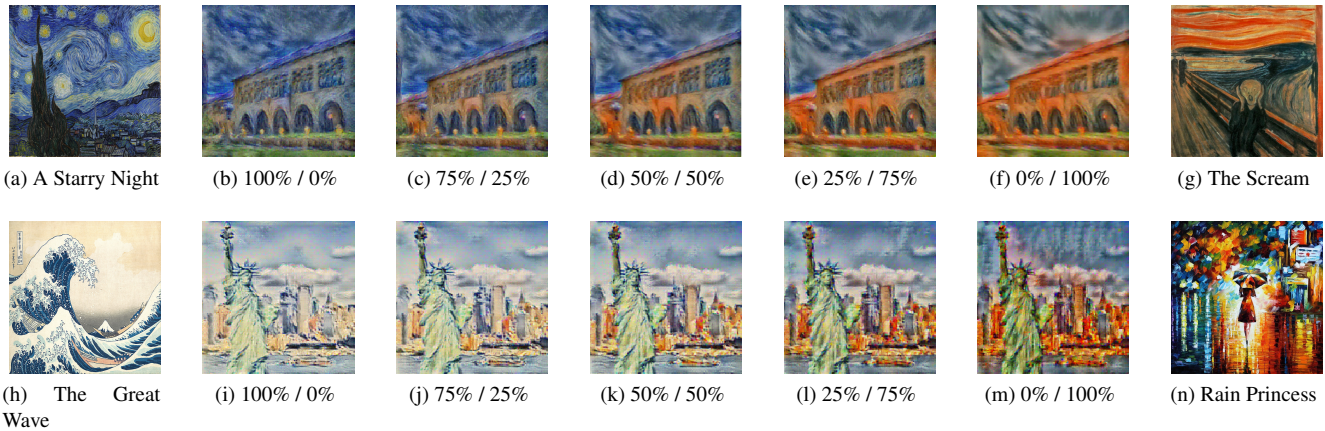 (a) A Starry Night
(b) 100% / 0%
(c) 75% / 25%
(d) 50% / 50%
(e) 25% / 75%
(f) 0% / 100%
(g) The Scream
(h) The Great
Wave
(i) 100% / 0%
(j) 75% / 25%
(k) 50% / 50%
(l) 25% / 75%
(m) 0% / 100%
(n) Rain Princess